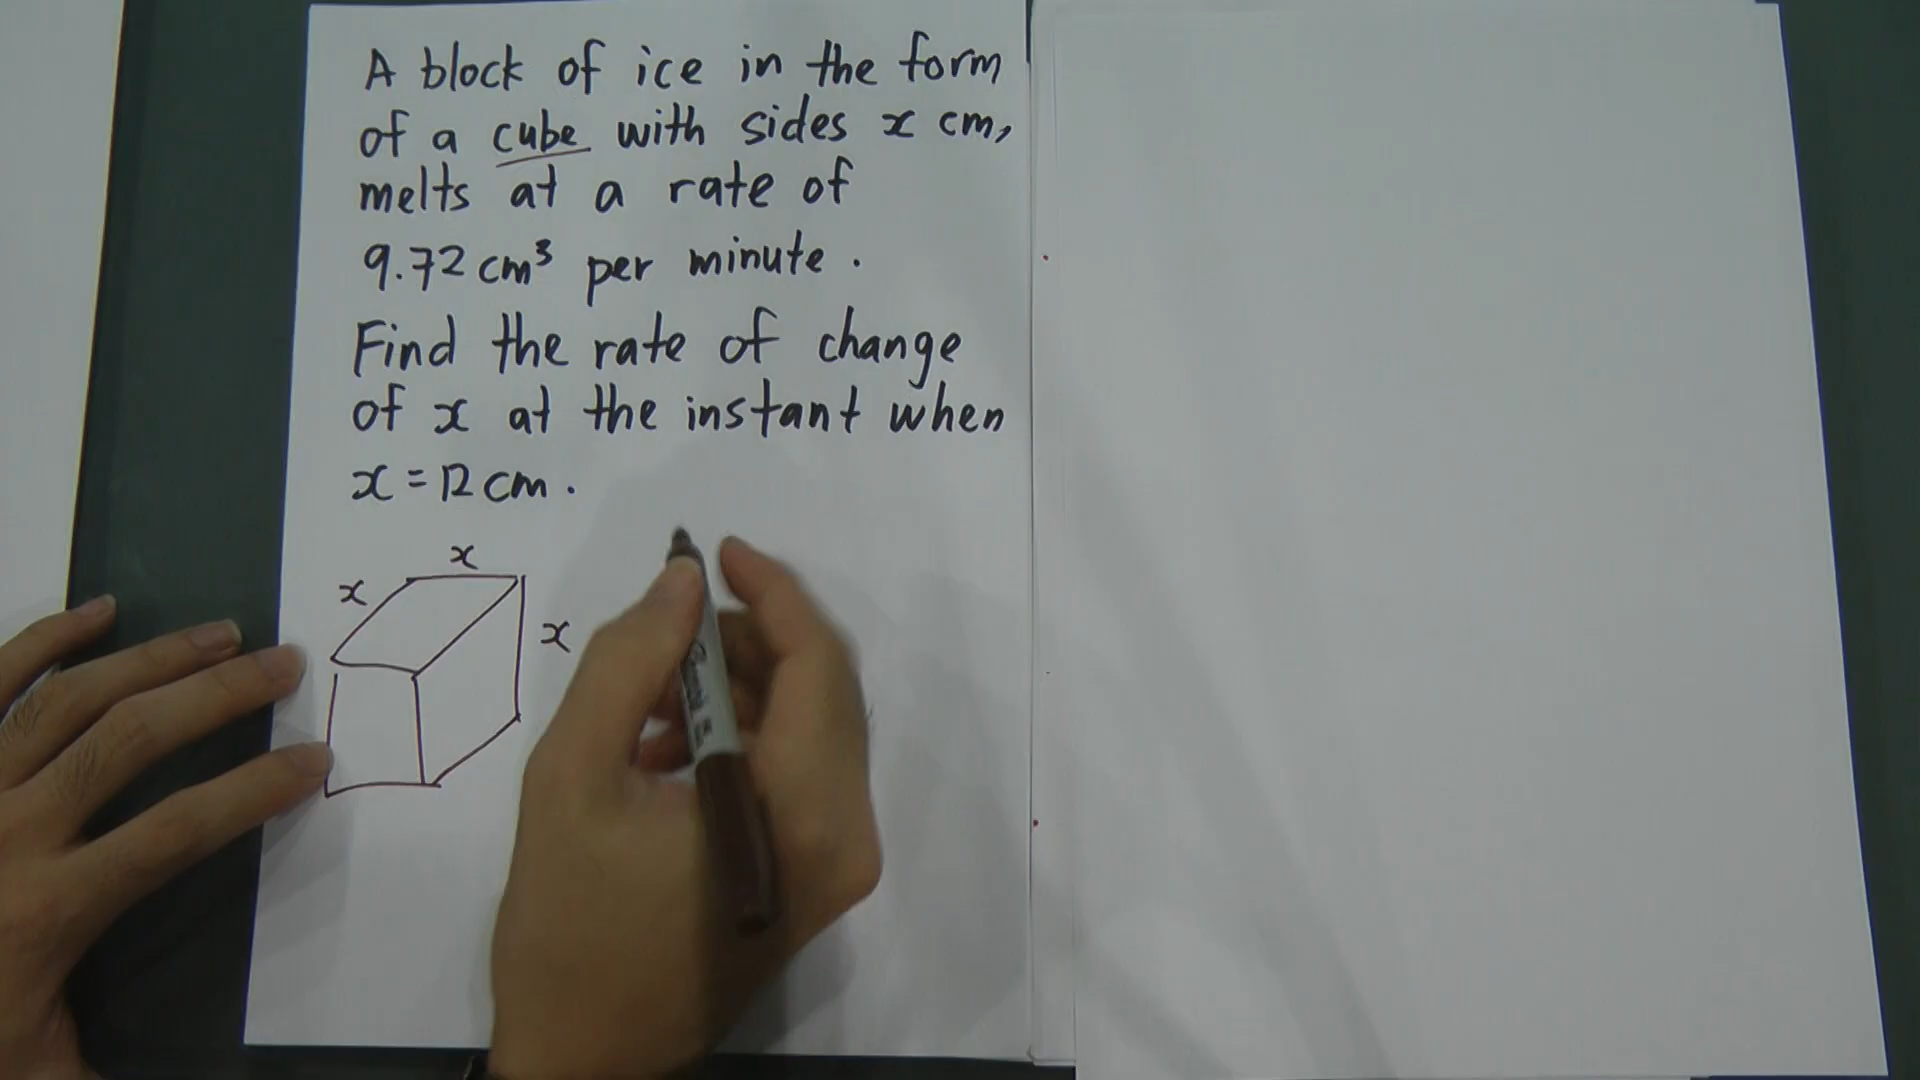 A block of ice in the form
of a cube with sides x cm,
melts at a rate of
9.72 cm³ per minute.
Find the rate of change
of x at the instant when
x = 12 cm.
x
x
x